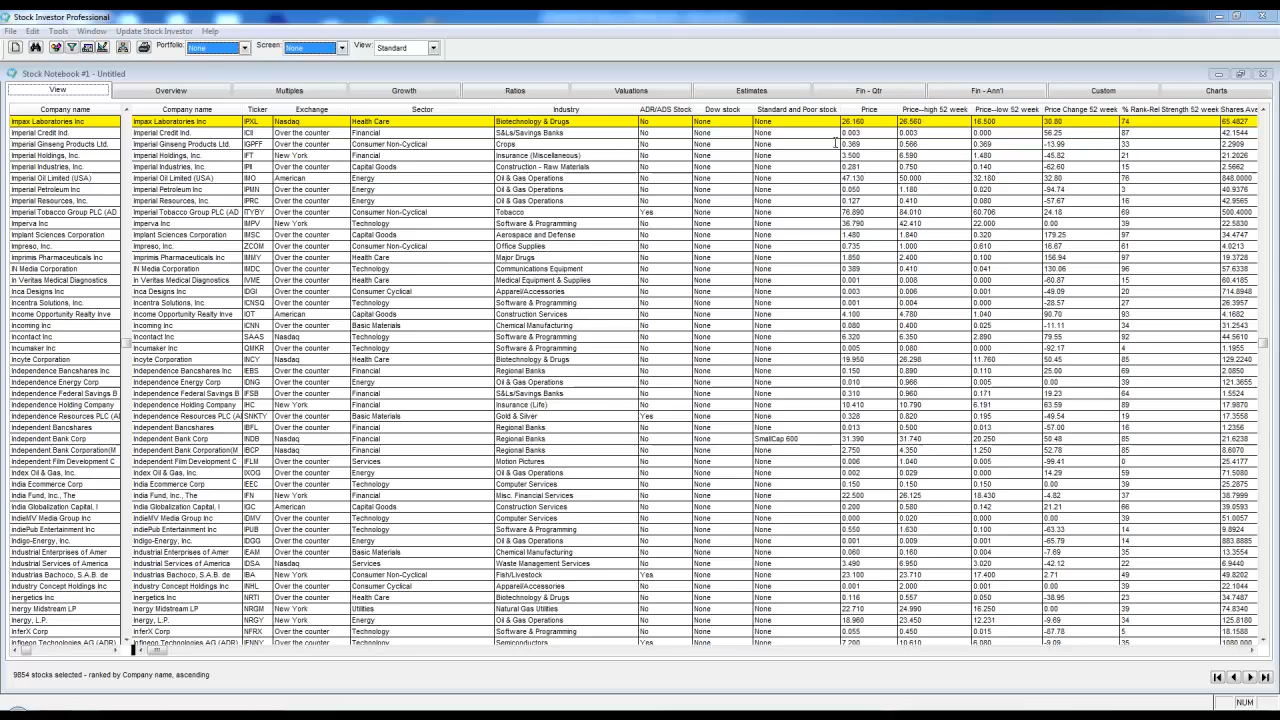 Stock Investor Professional
File Edit Tools Window Update Stock Investor Help
Portfolio: None Screen: None View: Standard
Stock Notebook #1 - Untitled
View Overview Multiples Growth Ratios Valuations Estimates Fin - Qtr Fin - Ann'l Custom Charts
Company name Company name Ticker Exchange Sector Industry ADR/ADS Stock Dow stock Standard and Poor stock Price Price--high 52 week Price--low 52 week Price Change 52 week % Rank-Rel Strength 52 week Shares Ave
Impax Laboratories Inc Impax Laboratories Inc IPXL Nasdaq Health Care Biotechnology & Drugs No None None 26.160 26.560 16.500 30.80 74 65.4827
Imperial Credit Ind. Imperial Credit Ind. ICII Over the counter Financial S&Ls/Savings Banks No None None 0.003 0.003 0.000 56.25 87 42.1544
Imperial Ginseng Products Ltd. Imperial Ginseng Products Ltd. IGPFF Over the counter Consumer Non-Cyclical Crops No None None 0.369 0.566 0.369 -13.99 33 2.2909
Imperial Holdings, Inc. Imperial Holdings, Inc. IFT New York Financial Insurance (Miscellaneous) No None None 3.500 6.590 1.480 -45.82 21 21.2026
Imperial Industries, Inc. Imperial Industries, Inc. IPII Over the counter Capital Goods Construction - Raw Materials No None None 0.281 0.750 0.140 -62.60 15 2.5662
Imperial Oil Limited (USA) Imperial Oil Limited (USA) IMO American Energy Oil & Gas Operations No None None 47.130 50.000 32.180 32.80 76 848.0000
Imperial Petroleum Inc Imperial Petroleum Inc IPMN Over the counter Energy Oil & Gas Operations No None None 0.050 1.180 0.020 -94.74 3 40.9376
Imperial Resources, Inc. Imperial Resources, Inc. IPRC Over the counter Energy Oil & Gas Operations No None None 0.127 0.410 0.080 -57.67 16 42.9565
Imperial Tobacco Group PLC (AD Imperial Tobacco Group PLC (AD ITYBY Over the counter Consumer Non-Cyclical Tobacco Yes None None 76.890 84.010 60.706 24.18 69 500.4000
Imperva Inc Imperva Inc IMPV New York Technology Software & Programming No None None 36.790 42.410 22.000 0.00 39 22.5830
Implant Sciences Corporation Implant Sciences Corporation IMSC Over the counter Capital Goods Aerospace and Defense No None None 1.480 1.840 0.320 179.25 97 34.4747
Impreso, Inc. Impreso, Inc. ZCOM Over the counter Consumer Non-Cyclical Office Supplies No None None 0.735 1.000 0.610 16.67 61 4.0213
Imprimis Pharmaceuticals Inc Imprimis Pharmaceuticals Inc IMMY Over the counter Health Care Major Drugs No None None 1.850 2.400 0.100 156.94 97 19.3728
IN Media Corporation IN Media Corporation IMDC Over the counter Technology Communications Equipment No None None 0.389 0.410 0.041 130.06 96 57.6338
In Veritas Medical Diagnostics In Veritas Medical Diagnostics IVME Over the counter Health Care Medical Equipment & Supplies No None None 0.001 0.008 0.000 -60.87 15 60.4185
Inca Designs Inc Inca Designs Inc IDGI Over the counter Consumer Cyclical Apparel/Accessories No None None 0.003 0.006 0.001 -49.09 20 714.8948
Incentra Solutions, Inc. Incentra Solutions, Inc. ICNSQ Over the counter Technology Software & Programming No None None 0.001 0.003 0.000 -28.57 27 26.3957
Income Opportunity Realty Inve Income Opportunity Realty Inve IOT American Capital Goods Construction Services No None None 4.100 4.780 1.040 90.70 93 4.1682
Incoming Inc Incoming Inc ICNN Over the counter Basic Materials Chemical Manufacturing No None None 0.080 0.400 0.023 -11.11 34 31.2543
Incontact Inc Incontact Inc SAAS Nasdaq Technology Software & Programming No None None 6.320 6.350 2.890 79.55 92 44.5610
Incumaker Inc Incumaker Inc QMKR Over the counter Technology Software & Programming No None None 0.005 0.080 0.000 -92.17 4 1.1955
Incyte Corporation Incyte Corporation INCY Nasdaq Health Care Biotechnology & Drugs No None None 19.950 26.298 11.760 50.45 85 129.2240
Independence Bancshares Inc Independence Bancshares Inc IEBS Over the counter Financial Regional Banks No None None 0.150 0.890 0.110 25.00 69 2.0850
Independence Energy Corp Independence Energy Corp IDNG Over the counter Energy Oil & Gas Operations No None None 0.010 0.966 0.005 0.00 39 121.3655
Independence Federal Savings B Independence Federal Savings B IFSB Over the counter Financial S&Ls/Savings Banks No None None 0.310 0.960 0.171 19.23 64 1.5524
Independence Holding Company Independence Holding Company IHC New York Financial Insurance (Life) No None None 10.410 10.790 6.191 63.59 87 17.9870
Independence Resources PLC (A Independence Resources PLC (A SNKTY Over the counter Basic Materials Gold & Silver Yes None None 0.328 0.820 0.195 -49.54 19 17.3558
Independent Bancshares Independent Bancshares IBFL Over the counter Financial Regional Banks No None None 0.013 0.500 0.013 -57.00 16 1.2356
Independent Bank Corp Independent Bank Corp INDB Nasdaq Financial Regional Banks No None SmallCap 600 31.390 31.740 20.250 50.48 85 21.6238
Independent Bank Corporation(M Independent Bank Corporation(M IBCP Nasdaq Financial Regional Banks No None None 2.750 4.350 1.250 52.78 85 8.6070
Independent Film Development C Independent Film Development C IFLM Over the counter Services Motion Pictures No None None 0.006 1.040 0.005 -99.41 0 25.4177
Index Oil & Gas, Inc. Index Oil & Gas, Inc. IXOG Over the counter Energy Oil & Gas Operations No None None 0.002 0.029 0.002 14.29 59 71.5080
India Ecommerce Corp India Ecommerce Corp IEEC Over the counter Technology Computer Services No None None 0.150 0.150 0.150 0.00 39 25.2875
India Fund, Inc., The India Fund, Inc., The IFN New York Financial Misc. Financial Services No None None 22.500 26.125 18.430 -4.82 37 38.7999
India Globalization Capital, I India Globalization Capital, I IGC American Capital Goods Construction Services No None None 0.200 0.580 0.142 -39.39 22 39.0593
IndieMV Media Group Inc IndieMV Media Group Inc IDMV Over the counter Technology Computer Services No None None 0.000 0.020 0.000 0.00 39 51.0057
IndiePub Entertainment Inc IndiePub Entertainment Inc IPUB Over the counter Technology Software & Programming No None None 0.550 1.630 0.100 -63.33 14 9.8924
Indigo-Energy, Inc. Indigo-Energy, Inc. IDGG Over the counter Energy Oil & Gas Operations No None None 0.001 0.009 0.000 -65.79 14 883.8885
Industrial Enterprises of Amer Industrial Enterprises of Amer IEAM Over the counter Basic Materials Chemical Manufacturing No None None 0.060 0.160 0.004 -7.69 35 13.3554
Industrial Services of America Industrial Services of America IDSA Nasdaq Services Waste Management Services No None None 3.490 6.950 3.020 -42.12 22 6.9440
Industrias Bachoco, S.A.B. de Industrias Bachoco, S.A.B. de IBA New York Consumer Non-Cyclical Fish/Livestock Yes None None 23.100 23.710 17.400 2.71 49 49.8202
Industry Concept Holdings Inc Industry Concept Holdings Inc INHL Over the counter Consumer Cyclical Apparel/Accessories No None None 0.001 2.000 0.001 0.00 39 22.1044
Inergetics Inc Inergetics Inc NRTI Over the counter Health Care Biotechnology & Drugs No None None 0.116 0.557 0.050 -38.95 23 34.7487
Inergy Midstream LP Inergy Midstream LP NRGM New York Utilities Natural Gas Utilities No None None 22.710 24.990 16.250 0.00 39 74.8340
Inergy, L.P. Inergy, L.P. NRGY New York Energy Oil & Gas Operations No None None 18.960 23.450 12.231 -9.69 34 125.8180
InferX Corp InferX Corp NFRX Over the counter Technology Software & Programming No None None 0.055 0.450 0.015 -87.78 5 18.1588
Infineon Technologies AG (ADR) Infineon Technologies AG (ADR) IFNNY Over the counter Technology Semiconductors Yes None None 7.200 10.610 6.080 -9.09 35 1080.000
9854 stocks selected - ranked by Company name, ascending
NUM